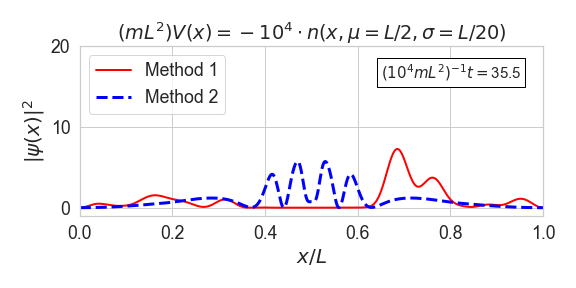 (mL²)V(x) = −10⁴ · n(x, μ = L/2, σ = L/20)
|ψ(x)|²
20
10
0
Method 1
Method 2
(10⁴mL²)⁻¹t = 35.5
0.0 0.2 0.4 0.6 0.8 1.0
x/L